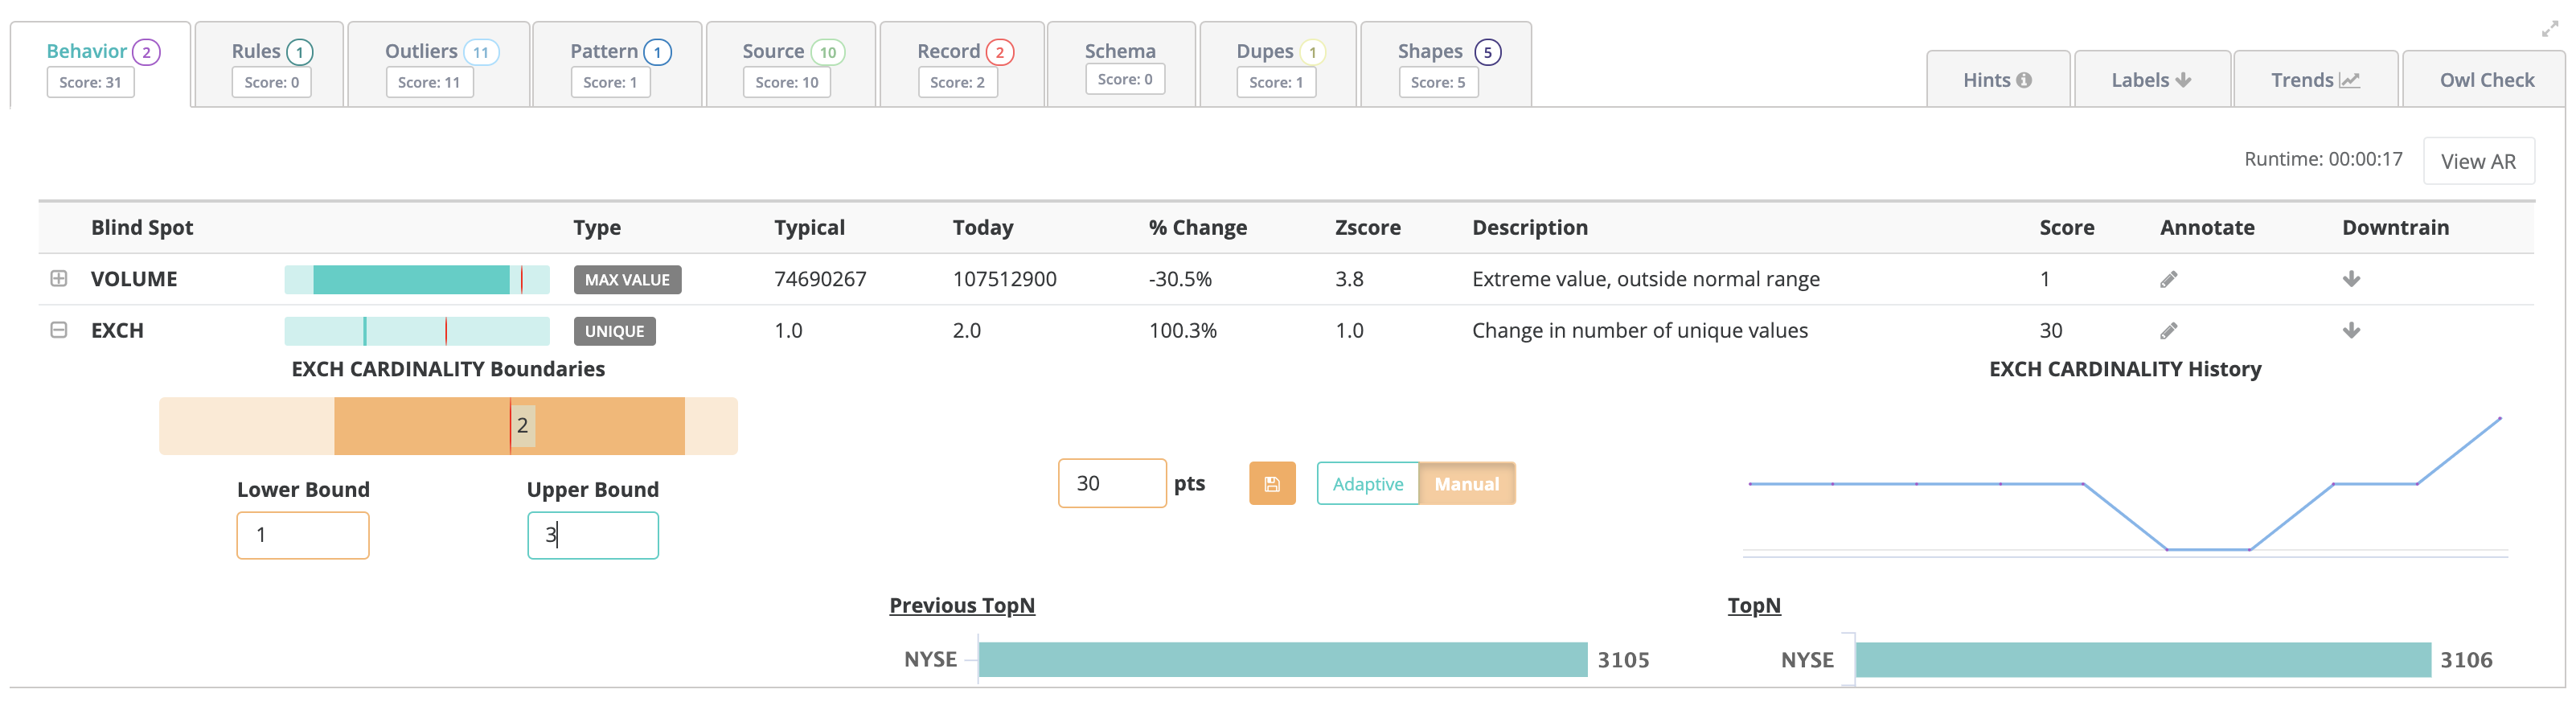 Behavior 2 Rules 1 Outliers 11 Pattern 1 Source 10 Record 2 Schema Dupes 1 Shapes 5
Score: 31 Score: 0 Score: 11 Score: 1 Score: 10 Score: 2 Score: 0 Score: 1 Score: 5
Hints Labels Trends Owl Check
Runtime: 00:00:17 View AR
Blind Spot Type Typical Today % Change Zscore Description Score Annotate Downtrain
VOLUME MAX VALUE 74690267 107512900 -30.5% 3.8 Extreme value, outside normal range 1
EXCH UNIQUE 1.0 2.0 100.3% 1.0 Change in number of unique values 30
EXCH CARDINALITY Boundaries EXCH CARDINALITY History
2
30 pts Adaptive Manual
Lower Bound Upper Bound
1 3
Previous TopN TopN
NYSE 3105 NYSE 3106